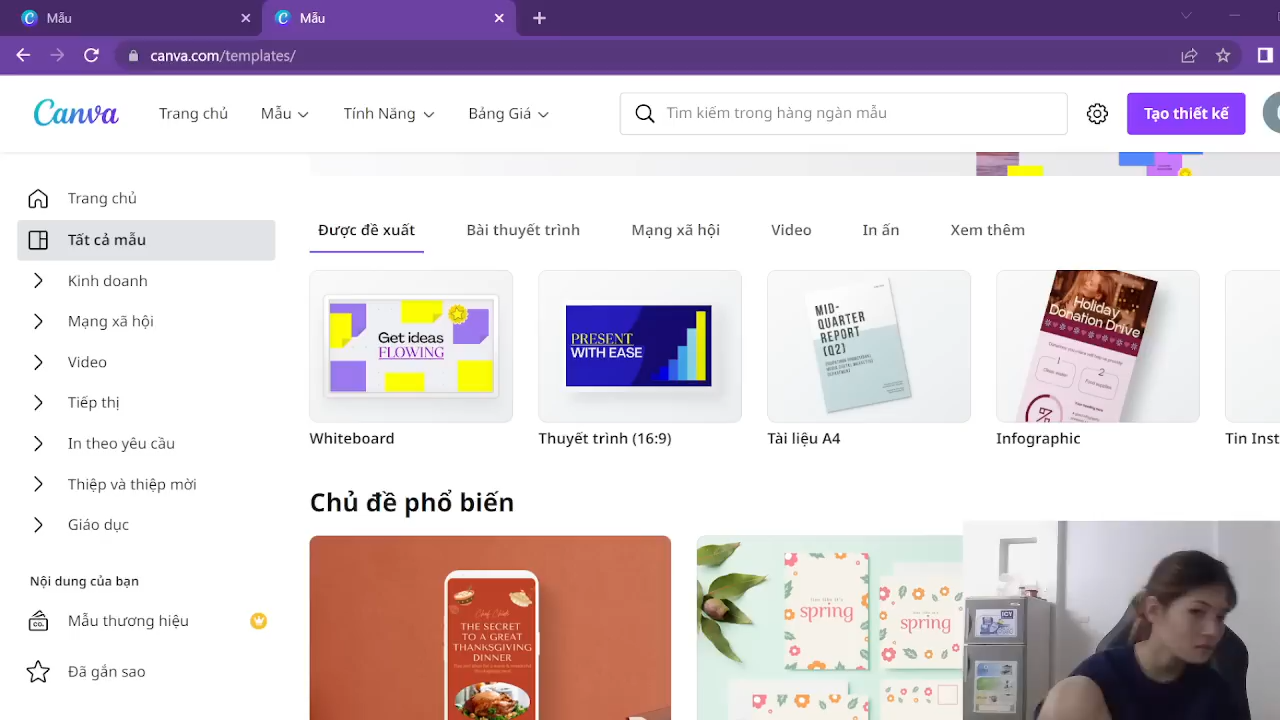 Mẫu
Mẫu
canva.com/templates/
Canva
Trang chủ
Mẫu
Tính Năng
Bảng Giá
Tìm kiếm trong hàng ngàn mẫu
Tạo thiết kế
Trang chủ
Tất cả mẫu
Kinh doanh
Mạng xã hội
Video
Tiếp thị
In theo yêu cầu
Thiệp và thiệp mời
Giáo dục
Nội dung của bạn
Mẫu thương hiệu
Đã gắn sao
Được đề xuất
Bài thuyết trình
Mạng xã hội
Video
In ấn
Xem thêm
Get ideas
FLOWING
PRESENT
WITH EASE
MID-
QUARTER
REPORT
(Q2)
Holiday
Donation Drive
1
2
Whiteboard
Thuyết trình (16:9)
Tài liệu A4
Infographic
Tin Inst
Chủ đề phổ biến
THE SECRET
TO A GREAT
THANKSGIVING
DINNER
spring
spring